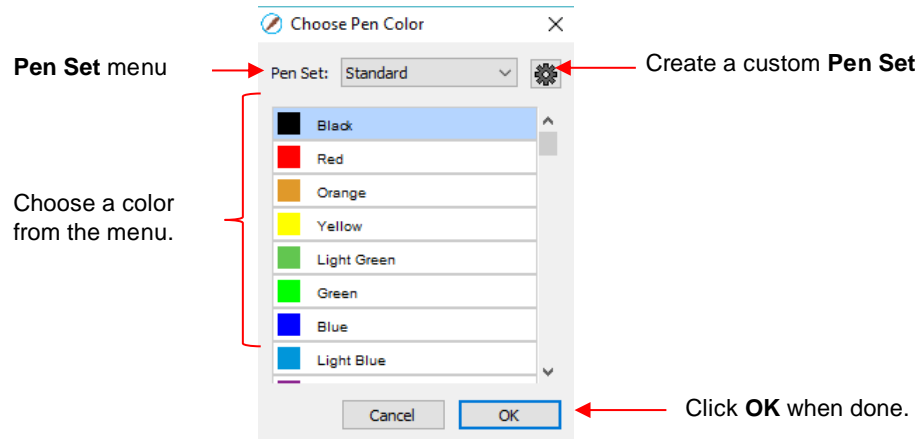 Choose Pen Color
Pen Set menu
Pen Set: Standard
Create a custom Pen Set
Black
Red
Orange
Choose a color
from the menu.
Yellow
Light Green
Green
Blue
Light Blue
Cancel OK
Click OK when done.